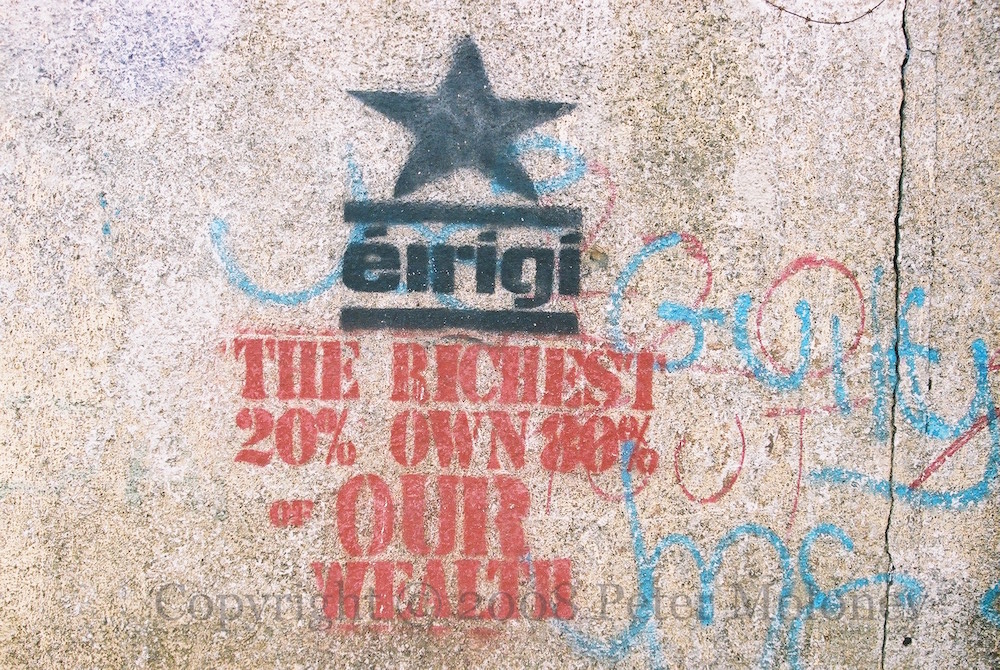 éirigí
THE RICHEST
20% OWN 80%
OF OUR
WEALTH
Copyright © 2008 Peter Moloney